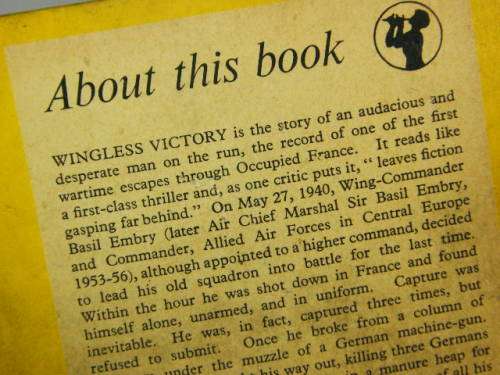 About this book
WINGLESS VICTORY is the story of an audacious and
desperate man on the run, the record of one of the first
wartime escapes through Occupied France. It reads like
a first-class thriller and, as one critic puts it, “ leaves fiction
gasping far behind.” On May 27, 1940, Wing-Commander
Basil Embry (later Air Chief Marshal Sir Basil Embry,
and Commander, Allied Air Forces in Central Europe
1953-56), although appointed to a higher command, decided
to lead his old squadron into battle for the last time.
Within the hour he was shot down in France and found
himself alone, unarmed, and in uniform. Capture was
inevitable. He was, in fact, captured three times, but
refused to submit. Once he broke from a column of
under the muzzle of a German machine-gun.
his way out, killing three Germans
in a manure heap for
of all his